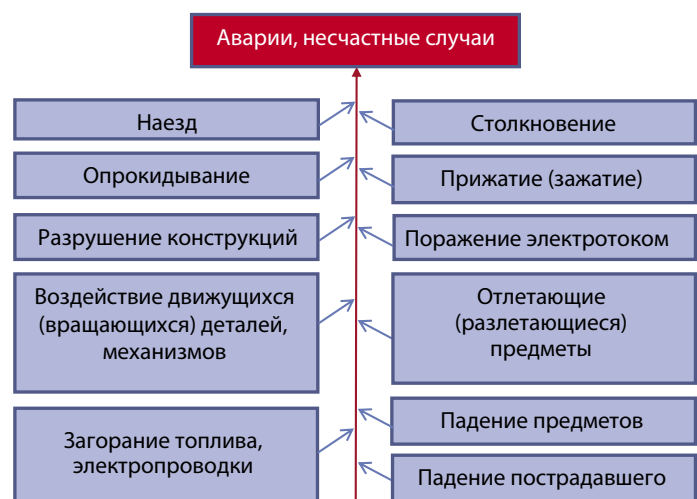 Аварии, несчастные случаи
Наезд
Столкновение
Опрокидывание
Прижатие (зажатие)
Разрушение конструкций
Поражение электротоком
Воздействие движущихся
(вращающихся) деталей,
механизмов
Отлетающие
(разлетающиеся)
предметы
Загорание топлива,
электропроводки
Падение предметов
Падение пострадавшего